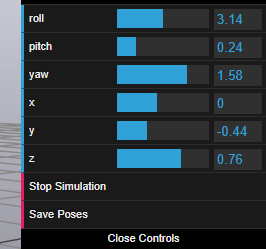 roll 3.14
pitch 0.24
yaw 1.58
x 0
y -0.44
z 0.76
Stop Simulation
Save Poses
Close Controls